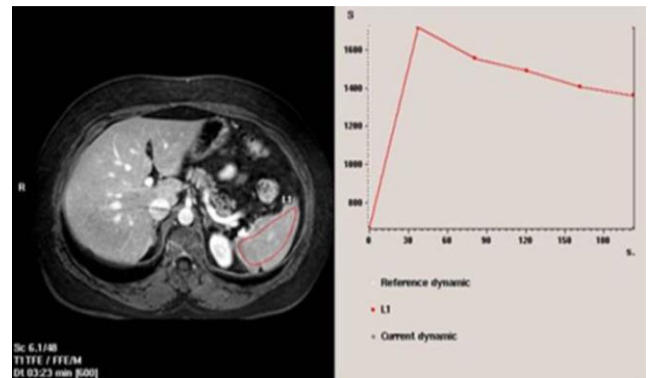 R
L1
Sc 6.1/48
T1TFE / FFE/M
Dt 03:23 min [600]
S
1600
1400
1200
1000
800
0 30 60 90 120 150 180
s.
Reference dynamic
L1
Current dynamic